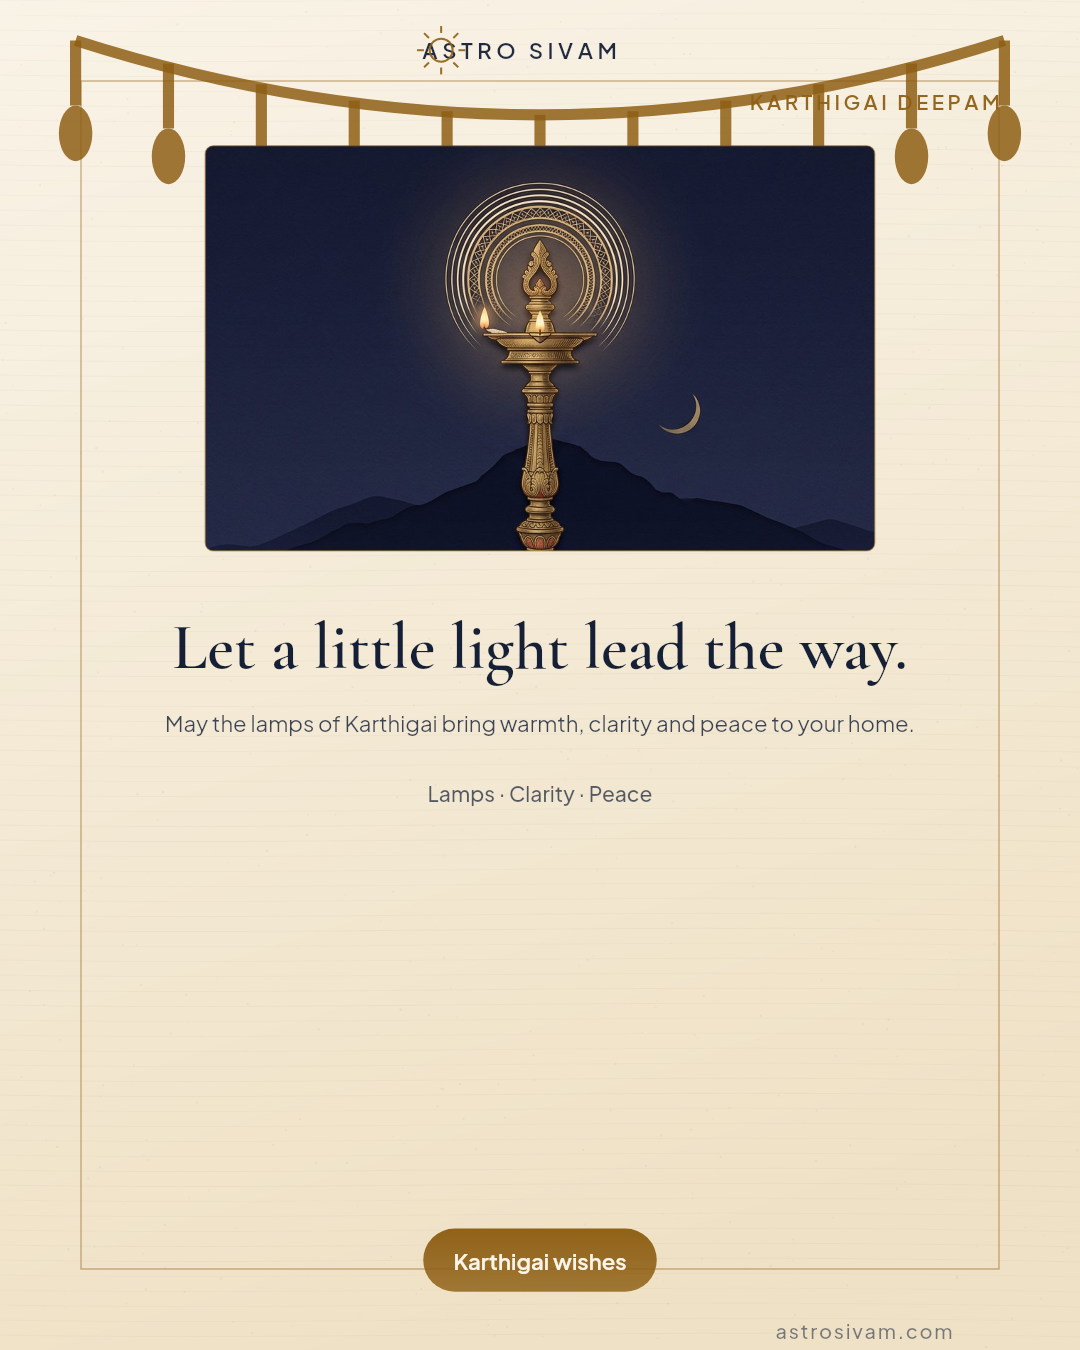 ASTRO SIVAM
KARTHIGAI DEEPAM
Let a little light lead the way.
May the lamps of Karthigai bring warmth, clarity and peace to your home.
Lamps · Clarity · Peace
Karthigai wishes
astrosivam.com